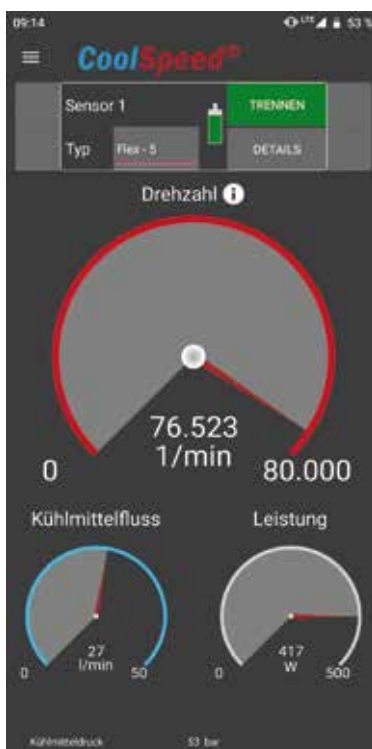 09:14 LTE 53 %
CoolSpeed®
Sensor 1 TRENNEN
Typ Flex - 5 DETAILS
Drehzahl i
76.523
1/min
0 80.000
Kühlmittelfluss Leistung
27 417
l/min W
0 50 0 500
Kühlmitteldruck 53 bar